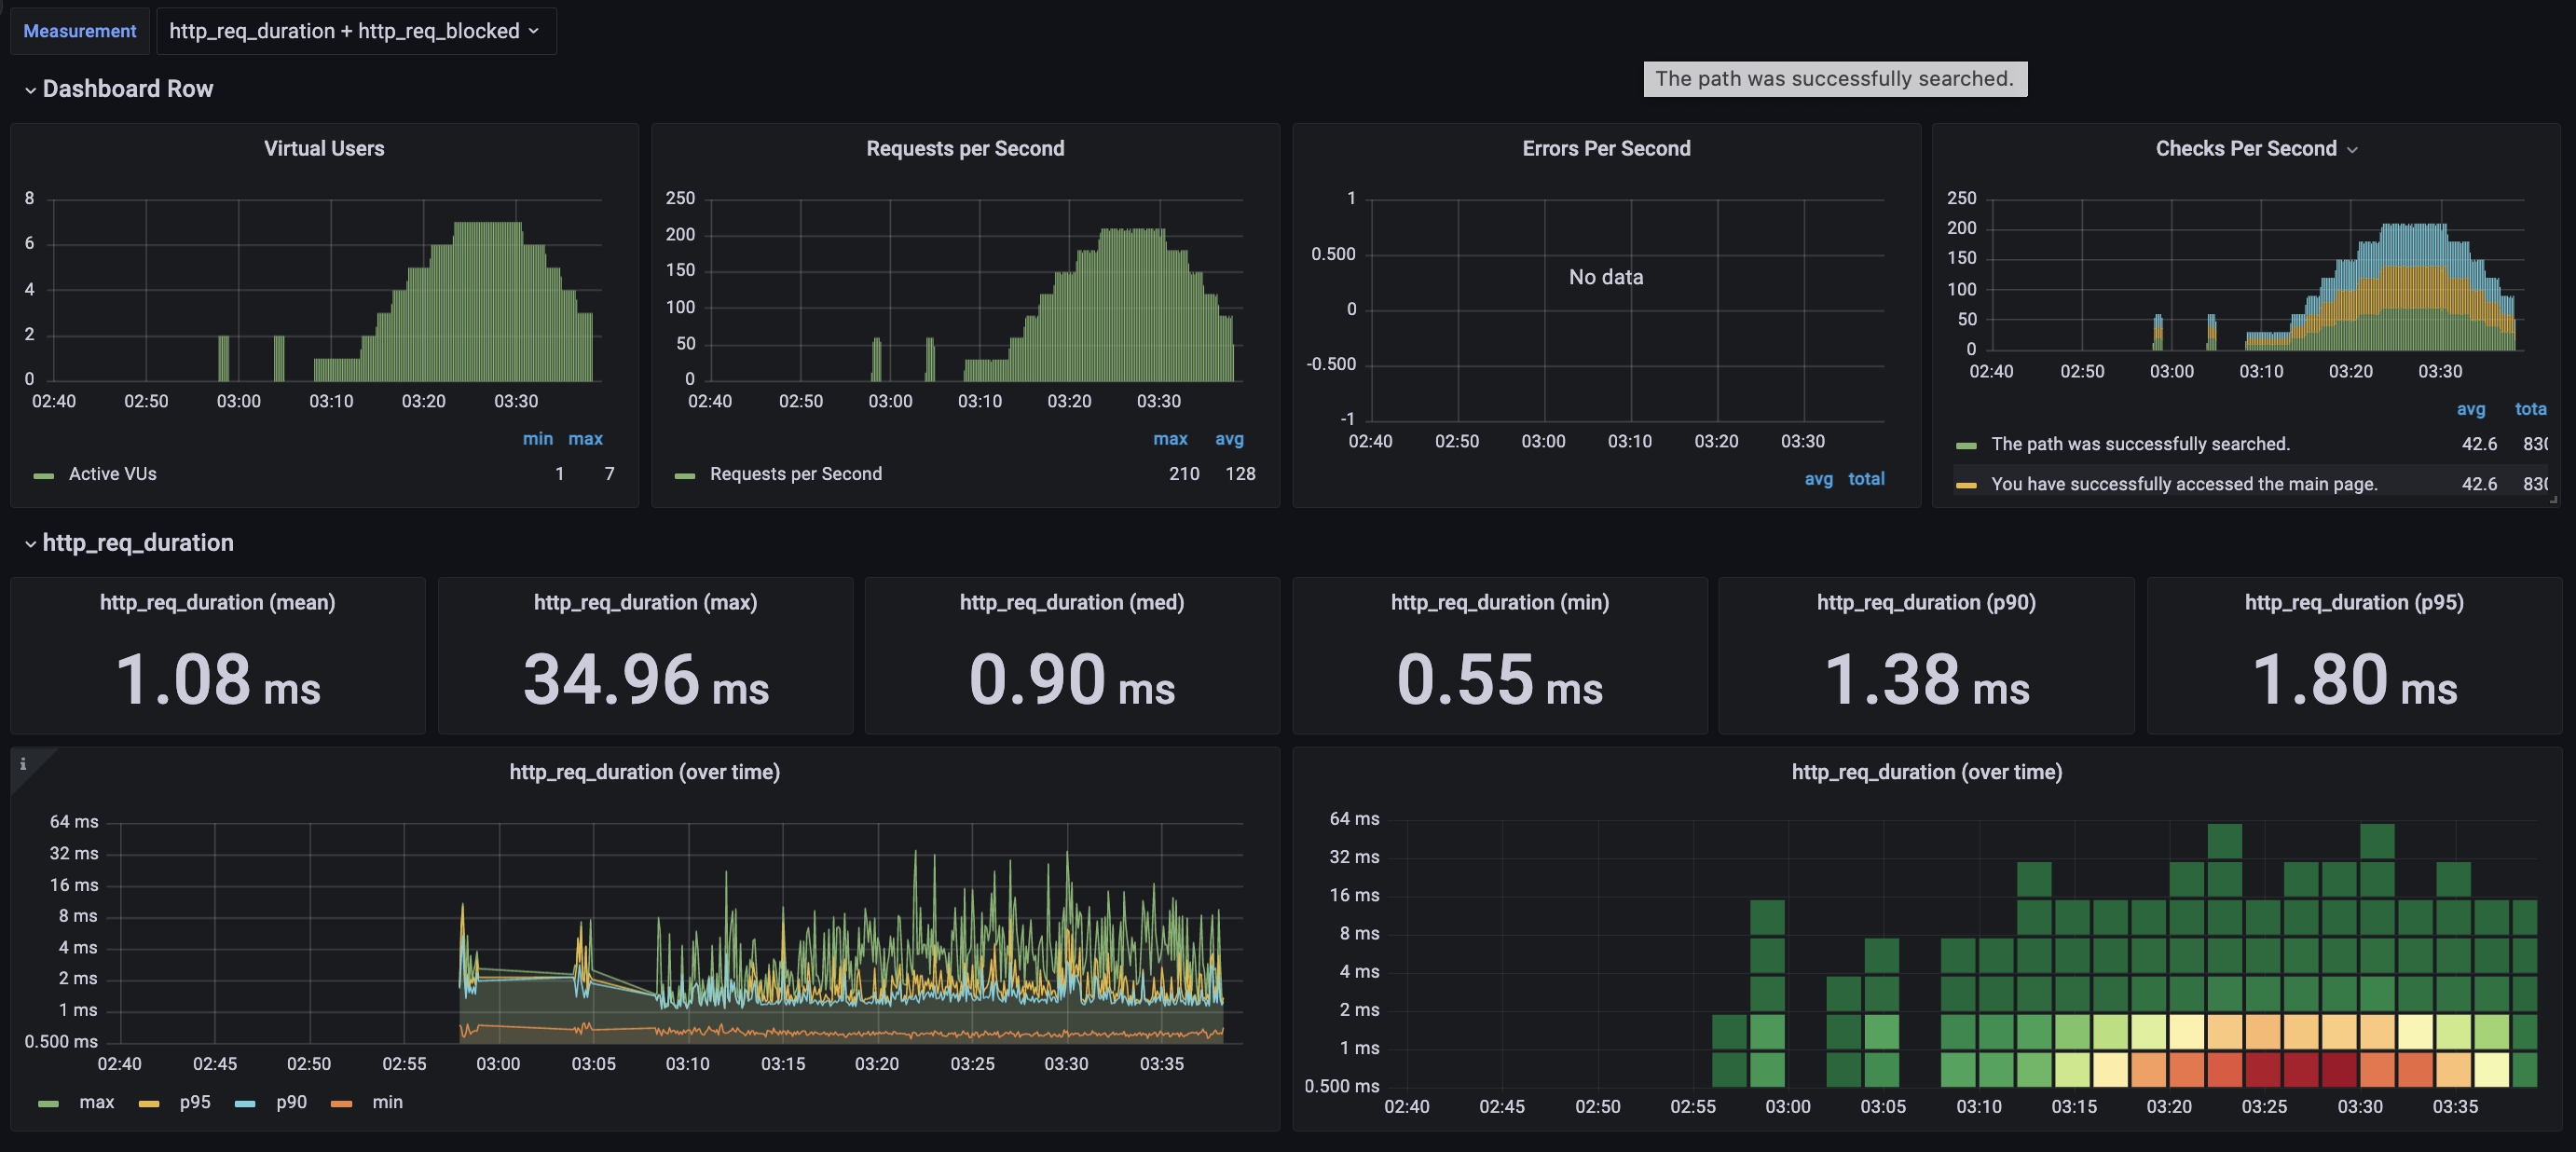 Measurement http_req_duration + http_req_blocked
Dashboard Row
The path was successfully searched.
Virtual Users
8
6
4
2
0
02:40 02:50 03:00 03:10 03:20 03:30
min max
Active VUs 1 7
Requests per Second
250
200
150
100
50
0
02:40 02:50 03:00 03:10 03:20 03:30
max avg
Requests per Second 210 128
Errors Per Second
1
0.500
0
-0.500
-1
No data
02:40 02:50 03:00 03:10 03:20 03:30
avg total
Checks Per Second
250
200
150
100
50
0
02:40 02:50 03:00 03:10 03:20 03:30
avg tota
The path was successfully searched. 42.6
You have successfully accessed the main page. 42.6
http_req_duration
http_req_duration (mean)
1.08 ms
http_req_duration (max)
34.96 ms
http_req_duration (med)
0.90 ms
http_req_duration (min)
0.55 ms
http_req_duration (p90)
1.38 ms
http_req_duration (p95)
1.80 ms
i
http_req_duration (over time)
64 ms
32 ms
16 ms
8 ms
4 ms
2 ms
1 ms
0.500 ms
02:40 02:45 02:50 02:55 03:00 03:05 03:10 03:15 03:20 03:25 03:30 03:35
max p95 p90 min
http_req_duration (over time)
64 ms
32 ms
16 ms
8 ms
4 ms
2 ms
1 ms
0.500 ms
02:40 02:45 02:50 02:55 03:00 03:05 03:10 03:15 03:20 03:25 03:30 03:35